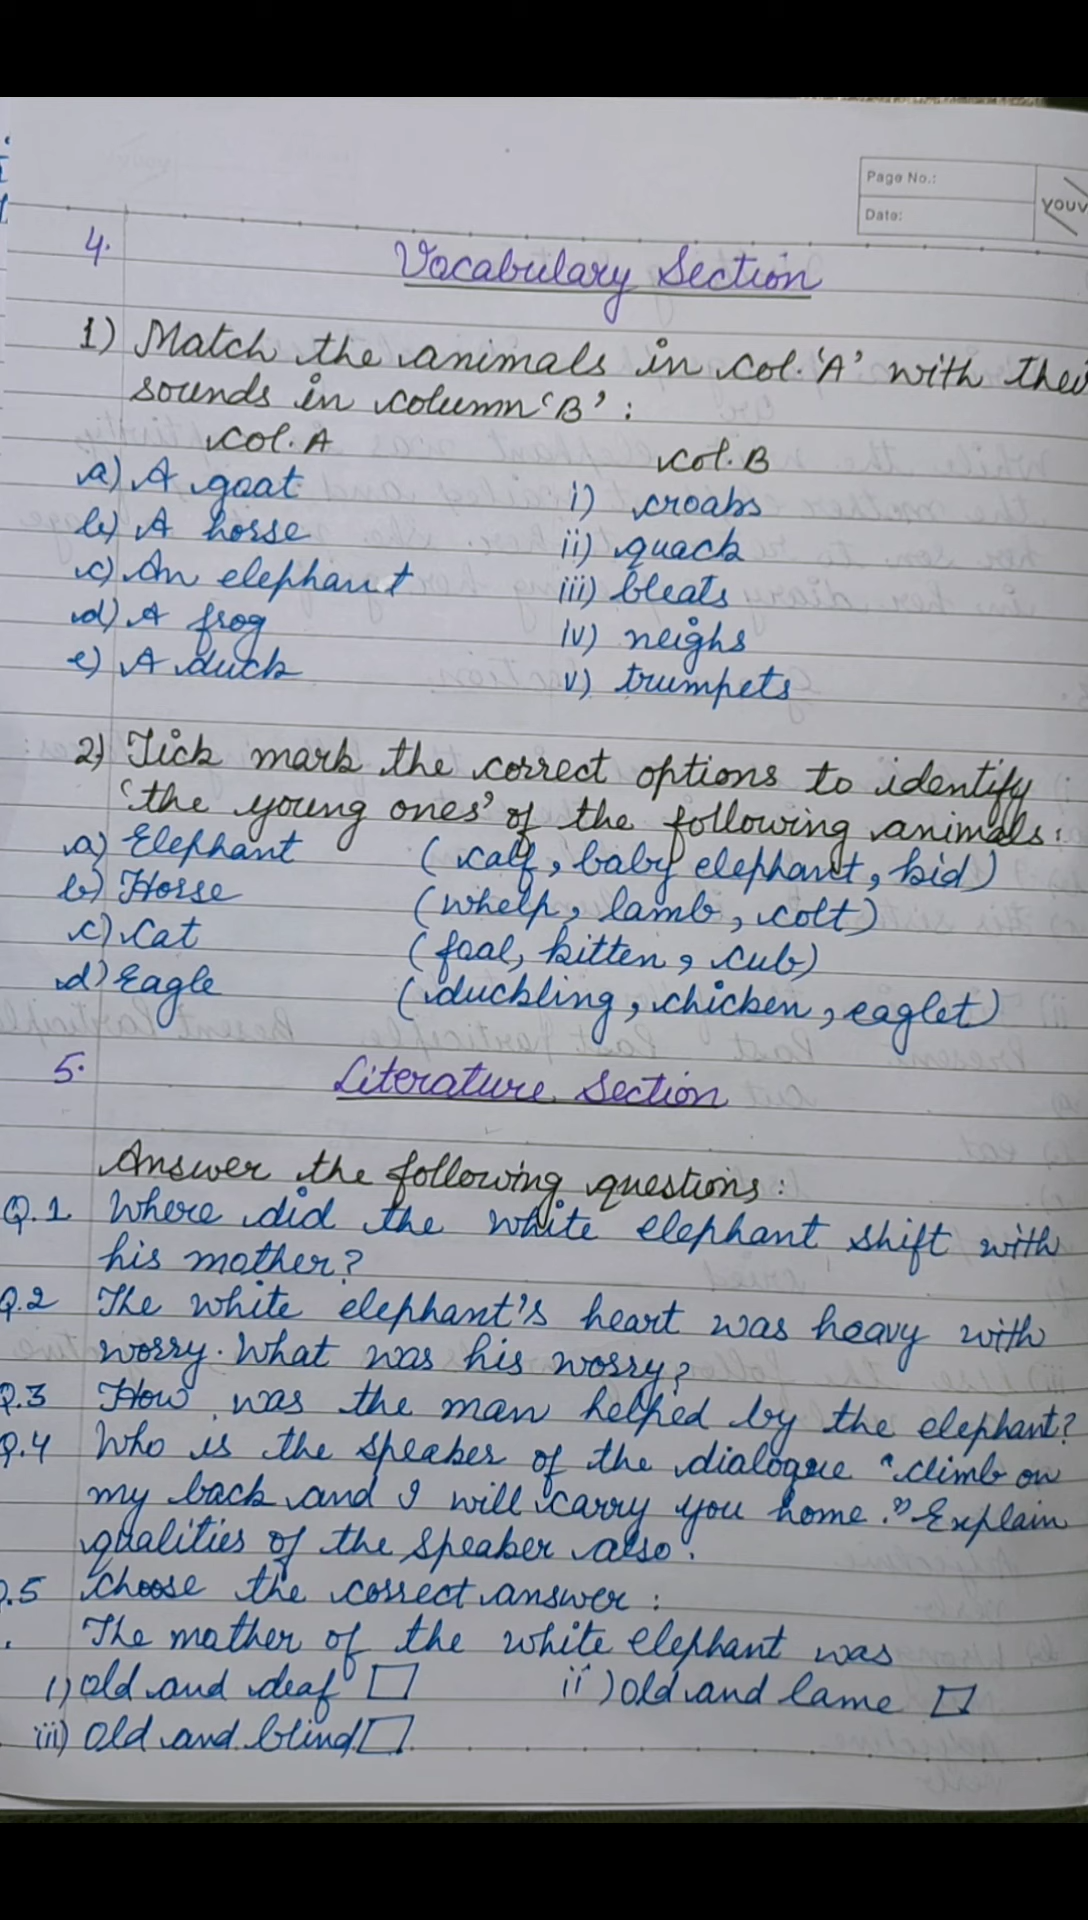 Page No.:
Date:
YOUV
4.
Vocabulary Section
1) Match the animals in col. 'A' with thei
sounds in column 'B' :
Col. A
Col. B
a) A goat
i) croaks
b) A horse
ii) quack
c) An elephant
iii) bleats
d) A frog
iv) neighs
e) A duck
v) trumpets
2) Tick mark the correct options to identify
'the young ones' of the following animals :
a) Elephant (calf, baby elephant, kid)
b) Horse (whelp, lamb, colt)
c) Cat (foal, kitten, cub)
d) Eagle (duckling, chicken, eaglet)
5.
Literature Section
Answer the following questions :
Q.1 Where did the white elephant shift with
his mother?
Q.2 The white elephant's heart was heavy with
worry. What was his worry?
Q.3 How was the man helped by the elephant?
Q.4 Who is the speaker of the dialogue "climb on
my back and I will carry you home." Explain
qualities of the speaker also.
Q.5 Choose the correct answer :
The mother of the white elephant was
i) old and deaf
ii) old and lame
iii) old and blind